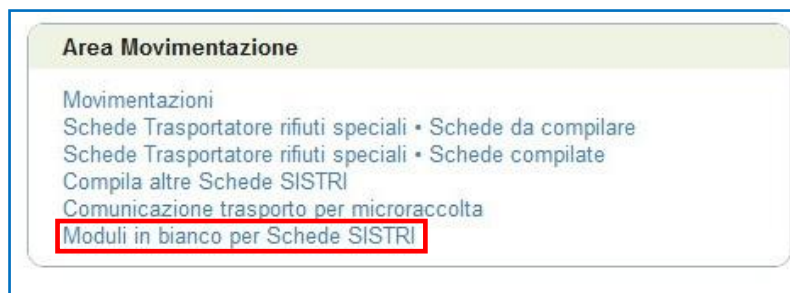 Area Movimentazione
Movimentazioni
Schede Trasportatore rifiuti speciali • Schede da compilare
Schede Trasportatore rifiuti speciali • Schede compilate
Compila altre Schede SISTRI
Comunicazione trasporto per microraccolta
Moduli in bianco per Schede SISTRI